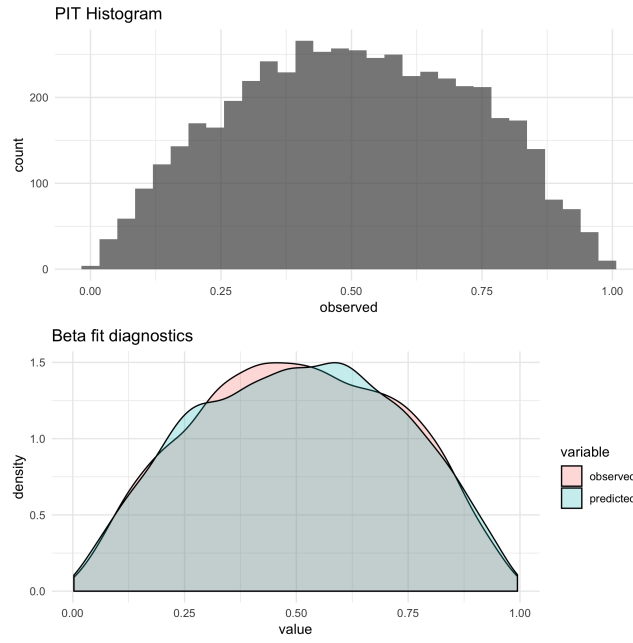 PIT Histogram
200
100
0
count
0.00 0.25 0.50 0.75 1.00
observed
Beta fit diagnostics
1.5
1.0
0.5
0.0
density
0.00 0.25 0.50 0.75 1.00
value
variable
observed
predicted